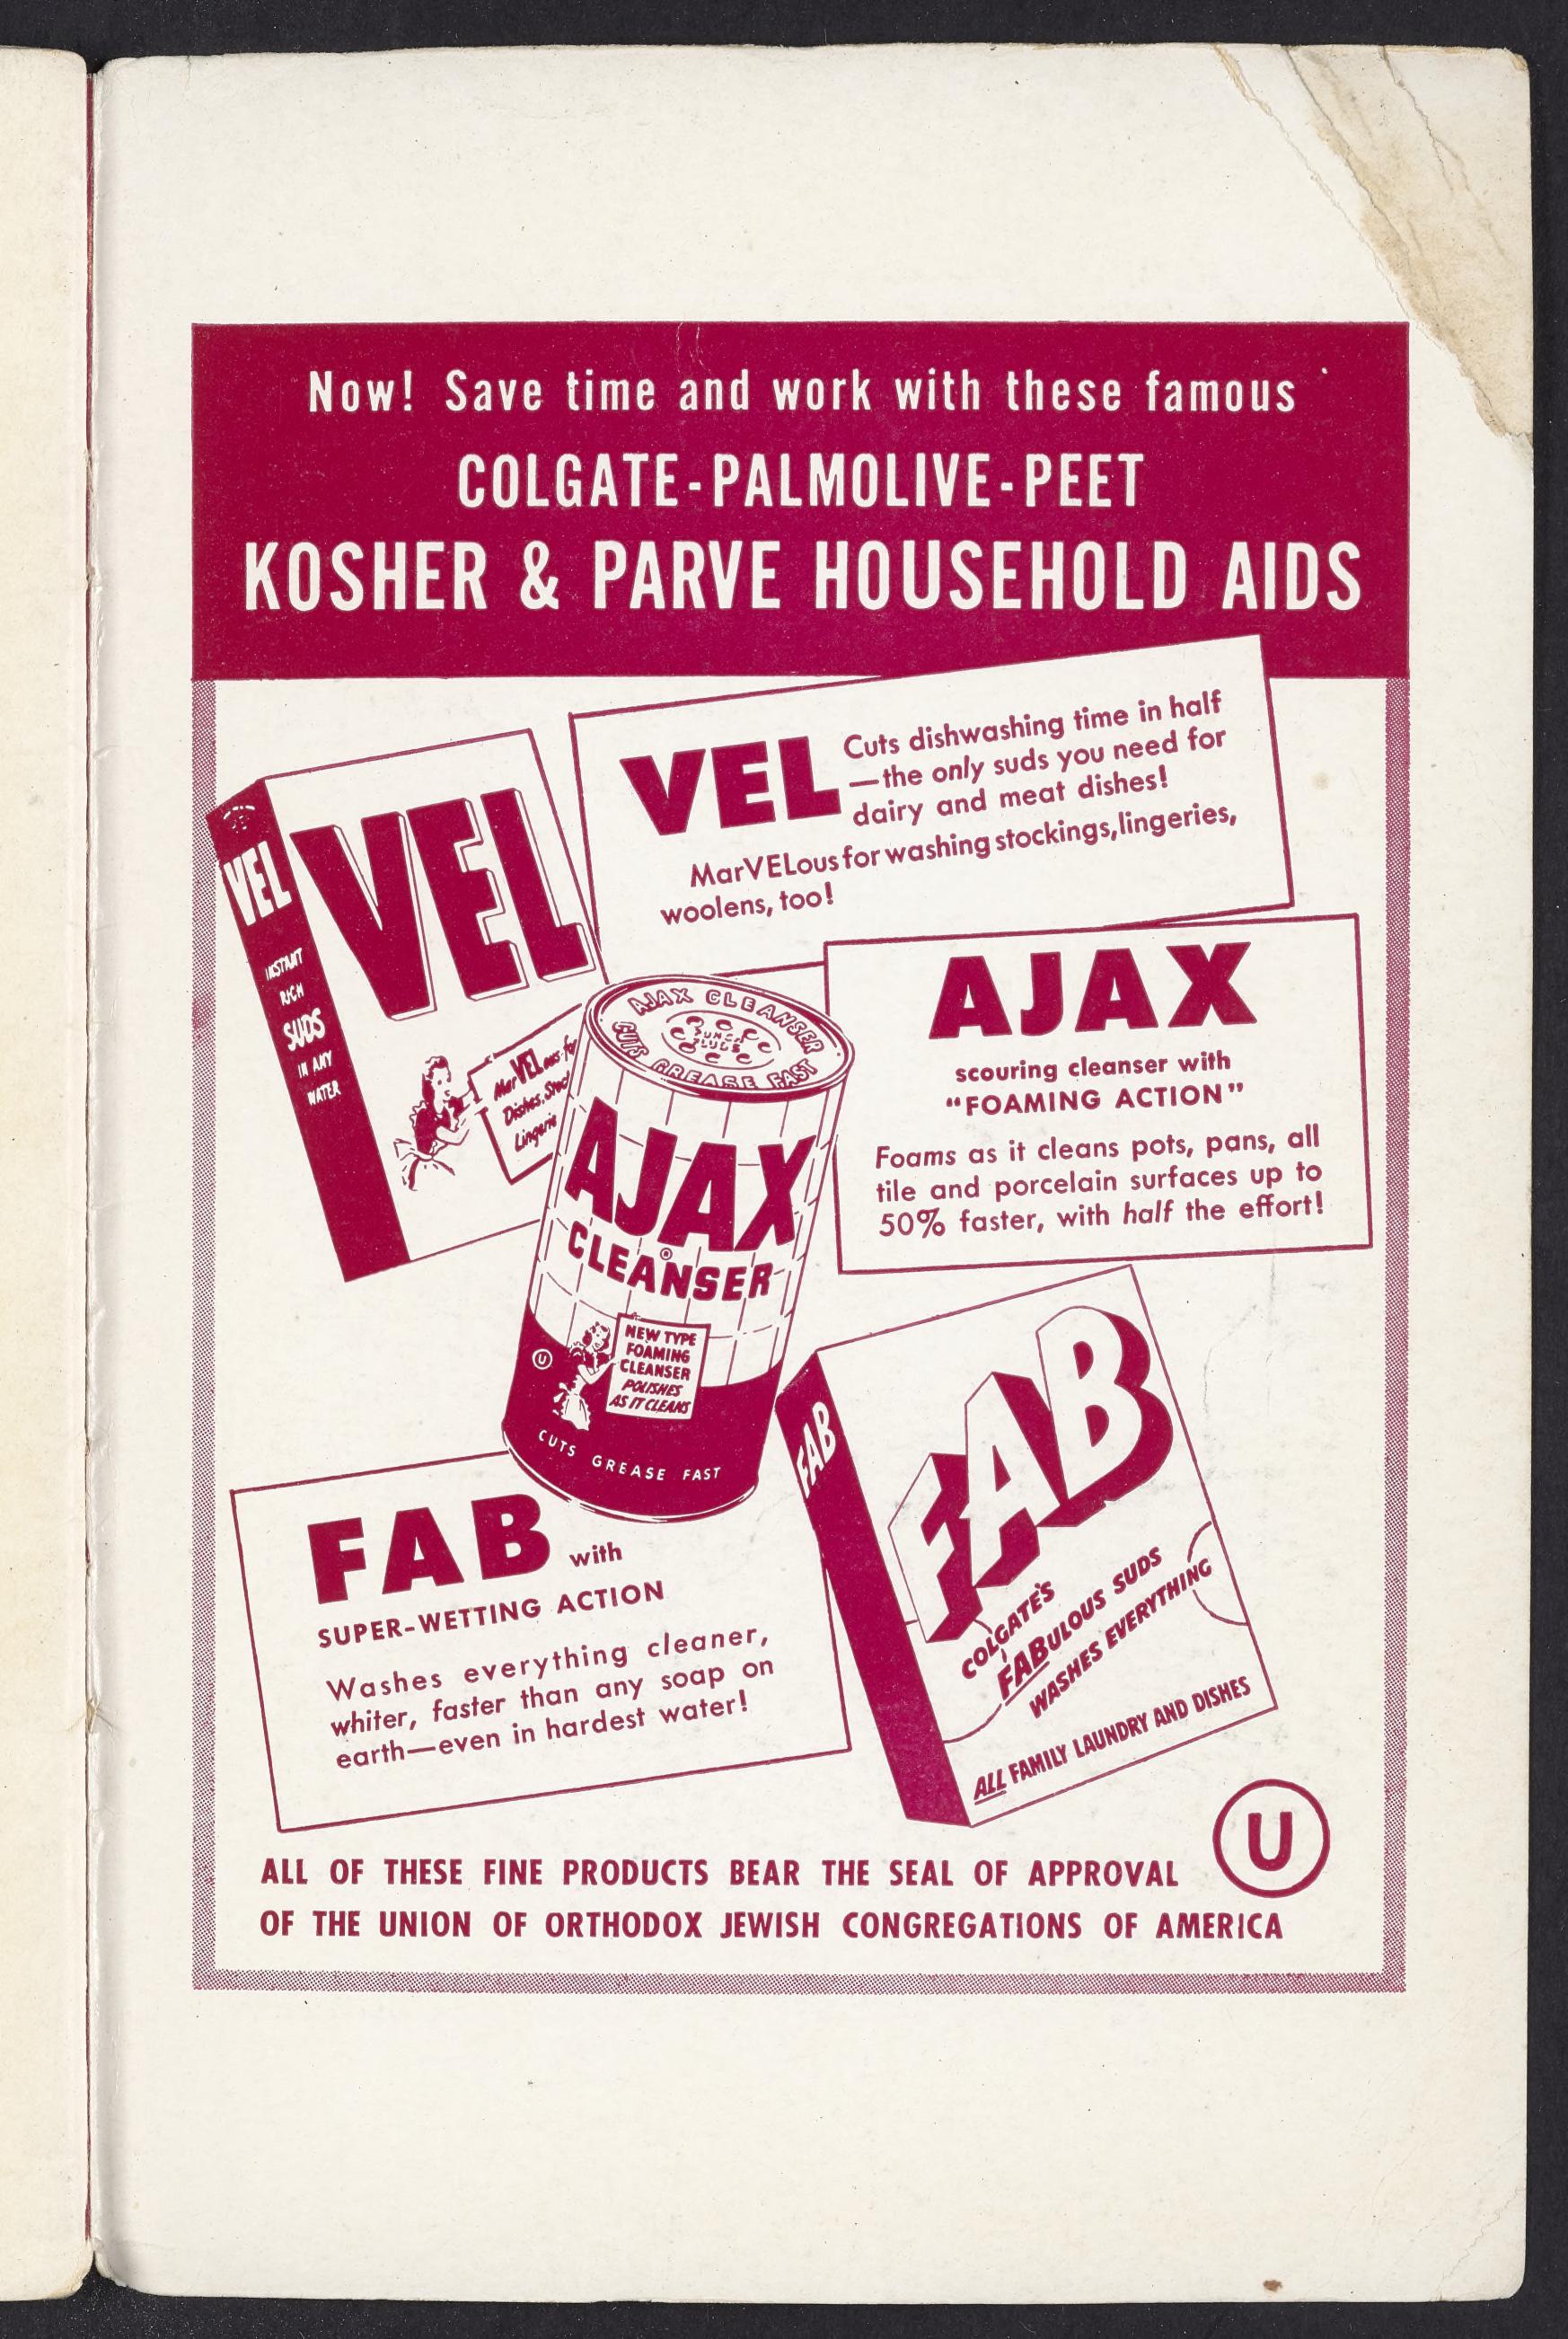 Now! Save time and work with these famous
COLGATE-PALMOLIVE-PEET
KOSHER & PARVE HOUSEHOLD AIDS
VEL
Cuts dishwashing time in half
—the only suds you need for
dairy and meat dishes!
MarVELous for washing stockings, lingeries,
woolens, too!
VEL
INSTANT
RICH
SUDS
IN ANY
WATER
VEL
MarVELous for
Dishes, Stoc
Lingerie
AJAX
scouring cleanser with
"FOAMING ACTION"
Foams as it cleans pots, pans, all
tile and porcelain surfaces up to
50% faster, with half the effort!
AJAX CLEANSER
CUTS GREASE FAST
PUNCH
PLUGS
AJAX
CLEANSER
®
U
NEW TYPE
FOAMING
CLEANSER
POLISHES
AS IT CLEANS
CUTS GREASE FAST
FAB with
SUPER-WETTING ACTION
Washes everything cleaner,
whiter, faster than any soap on
earth—even in hardest water!
FAB
FAB
COLGATE'S
FABULOUS SUDS
WASHES EVERYTHING
ALL FAMILY LAUNDRY AND DISHES
U
ALL OF THESE FINE PRODUCTS BEAR THE SEAL OF APPROVAL
OF THE UNION OF ORTHODOX JEWISH CONGREGATIONS OF AMERICA